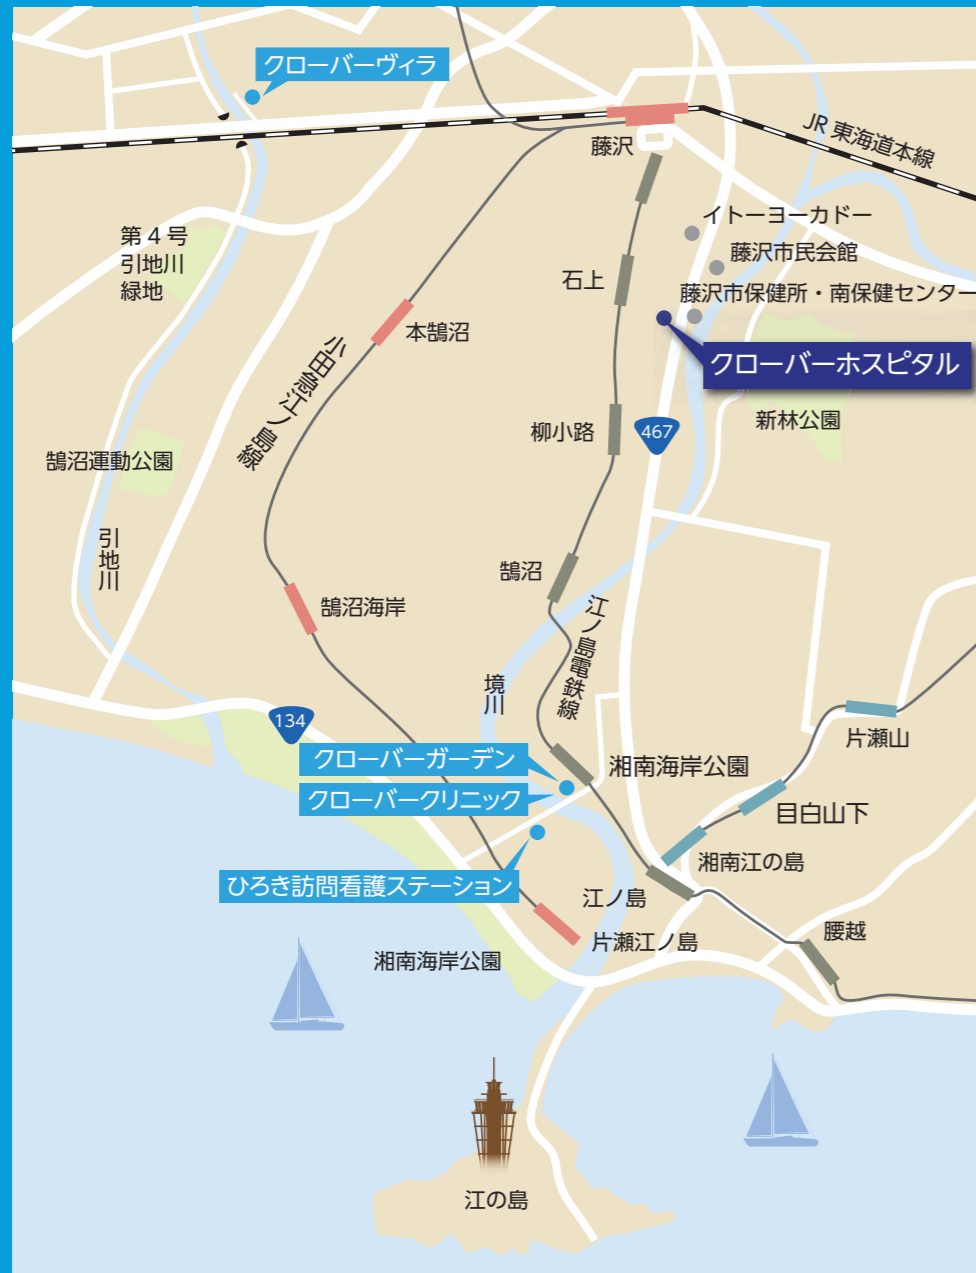 クローバーヴィラ
藤沢
JR 東海道本線
イトーヨーカドー
藤沢市民会館
藤沢市保健所・南保健センター
クローバーホスピタル
第4号
引地川
緑地
石上
本鵠沼
小田急江ノ島線
柳小路
467
新林公園
鵠沼運動公園
引地川
鵠沼
鵠沼海岸
江ノ島電鉄線
境川
134
クローバーガーデン
クローバークリニック
湘南海岸公園
片瀬山
目白山下
湘南江の島
ひろき訪問看護ステーション
江ノ島
片瀬江ノ島
腰越
湘南海岸公園
江の島